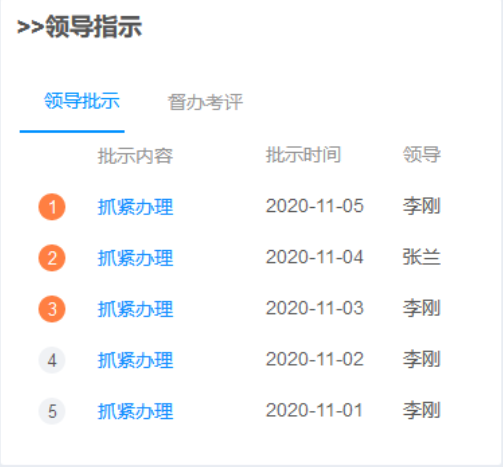 >>领导指示
领导批示 督办考评
批示内容 批示时间 领导
1 抓紧办理 2020-11-05 李刚
2 抓紧办理 2020-11-04 张兰
3 抓紧办理 2020-11-03 李刚
4 抓紧办理 2020-11-02 李刚
5 抓紧办理 2020-11-01 李刚